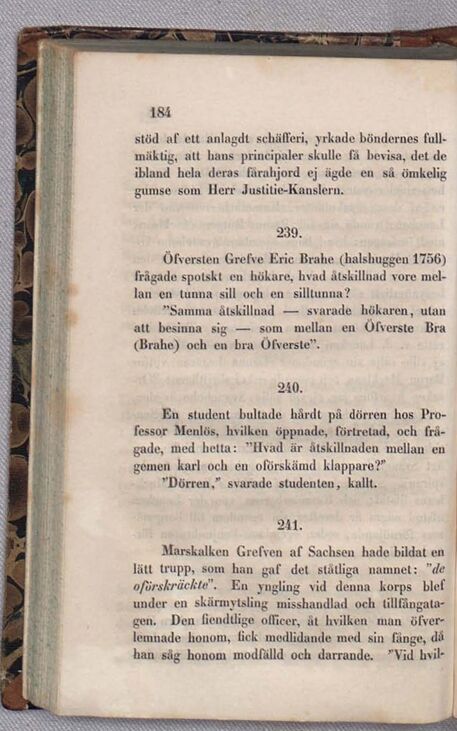 184
stöd af ett anlagdt schäfferi, yrkade böndernes full-
mäktig, att hans principaler skulle få bevisa, det de
ibland hela deras fårahjord ej ägde en så ömkelig
gumse som Herr Justitie-Kanslern.
239.
Öfversten Grefve Eric Brahe (halshuggen 1756)
frågade spotskt en hökare, hvad åtskillnad vore mel-
lan en tunna sill och en silltunna?
"Samma åtskillnad — svarade hökaren, utan
att besinna sig — som mellan en Öfverste Bra
(Brahe) och en bra Öfverste".
240.
En student bultade hårdt på dörren hos Pro-
fessor Menlös, hvilken öppnade, förtretad, och frå-
gade, med hetta: "Hvad är åtskillnaden mellan en
gemen karl och en oförskämd klappare?"
"Dörren," svarade studenten, kallt.
241.
Marskalken Grefven af Sachsen hade bildat en
lätt trupp, som han gaf det ståtliga namnet: "de
oförskräckte". En yngling vid denna korps blef
under en skärmytsling misshandlad och tillfångata-
gen. Den fiendtlige officer, åt hvilken man öfver-
lemnade honom, fick medlidande med sin fånge, då
han såg honom modfälld och darrande. "Vid hvil-